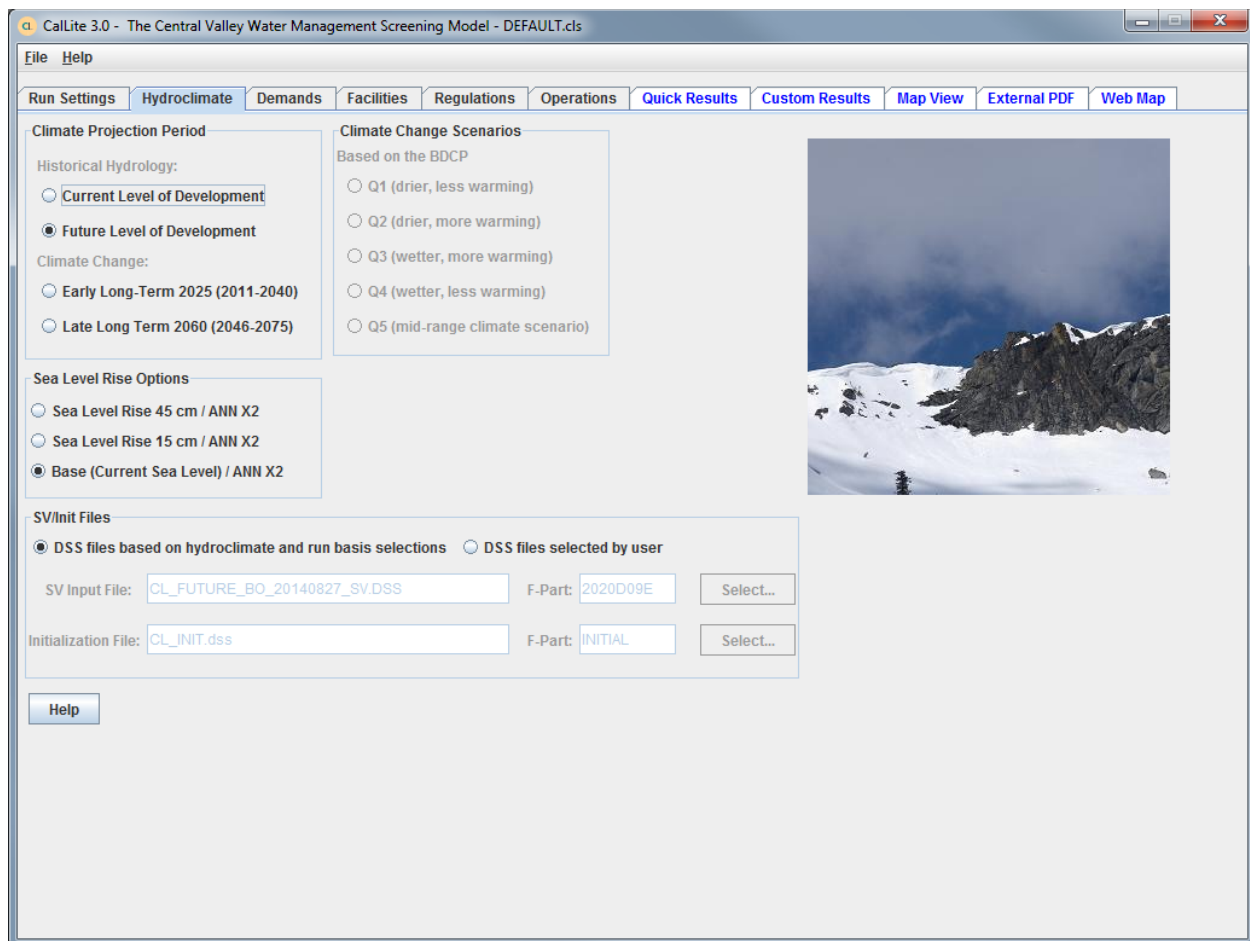 CL CalLite 3.0 - The Central Valley Water Management Screening Model - DEFAULT.cls
File Help
Run Settings Hydroclimate Demands Facilities Regulations Operations Quick Results Custom Results Map View External PDF Web Map
Climate Projection Period
Historical Hydrology:
Current Level of Development
Future Level of Development
Climate Change:
Early Long-Term 2025 (2011-2040)
Late Long Term 2060 (2046-2075)
Climate Change Scenarios
Based on the BDCP
Q1 (drier, less warming)
Q2 (drier, more warming)
Q3 (wetter, more warming)
Q4 (wetter, less warming)
Q5 (mid-range climate scenario)
Sea Level Rise Options
Sea Level Rise 45 cm / ANN X2
Sea Level Rise 15 cm / ANN X2
Base (Current Sea Level) / ANN X2
SV/Init Files
DSS files based on hydroclimate and run basis selections DSS files selected by user
SV Input File: CL_FUTURE_BO_20140827_SV.DSS F-Part: 2020D09E Select...
Initialization File: CL_INIT.dss F-Part: INITIAL Select...
Help